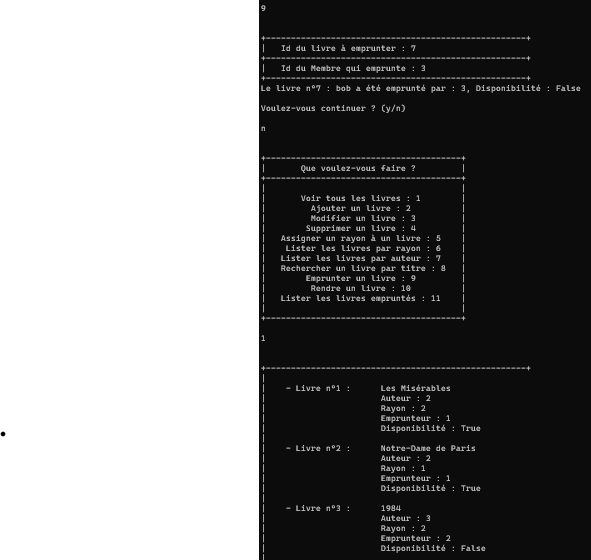 9
Id du livre à emprunter : 7
Id du Membre qui emprunte : 3
Le livre n°7 : bob a été emprunté par : 3, Disponibilité : False
Voulez-vous continuer ? (y/n)
n
Que voulez-vous faire ?
Voir tous les livres : 1
Ajouter un livre : 2
Modifier un livre : 3
Supprimer un livre : 4
Assigner un rayon à un livre : 5
Lister les livres par rayon : 6
Lister les livres par auteur : 7
Rechercher un livre par titre : 8
Emprunter un livre : 9
Rendre un livre : 10
Lister les livres empruntés : 11
1
- Livre n°1 : Les Misérables
Auteur : 2
Rayon : 2
Emprunteur : 1
Disponibilité : True
- Livre n°2 : Notre-Dame de Paris
Auteur : 2
Rayon : 1
Emprunteur : 1
Disponibilité : True
- Livre n°3 : 1984
Auteur : 3
Rayon : 2
Emprunteur : 2
Disponibilité : False